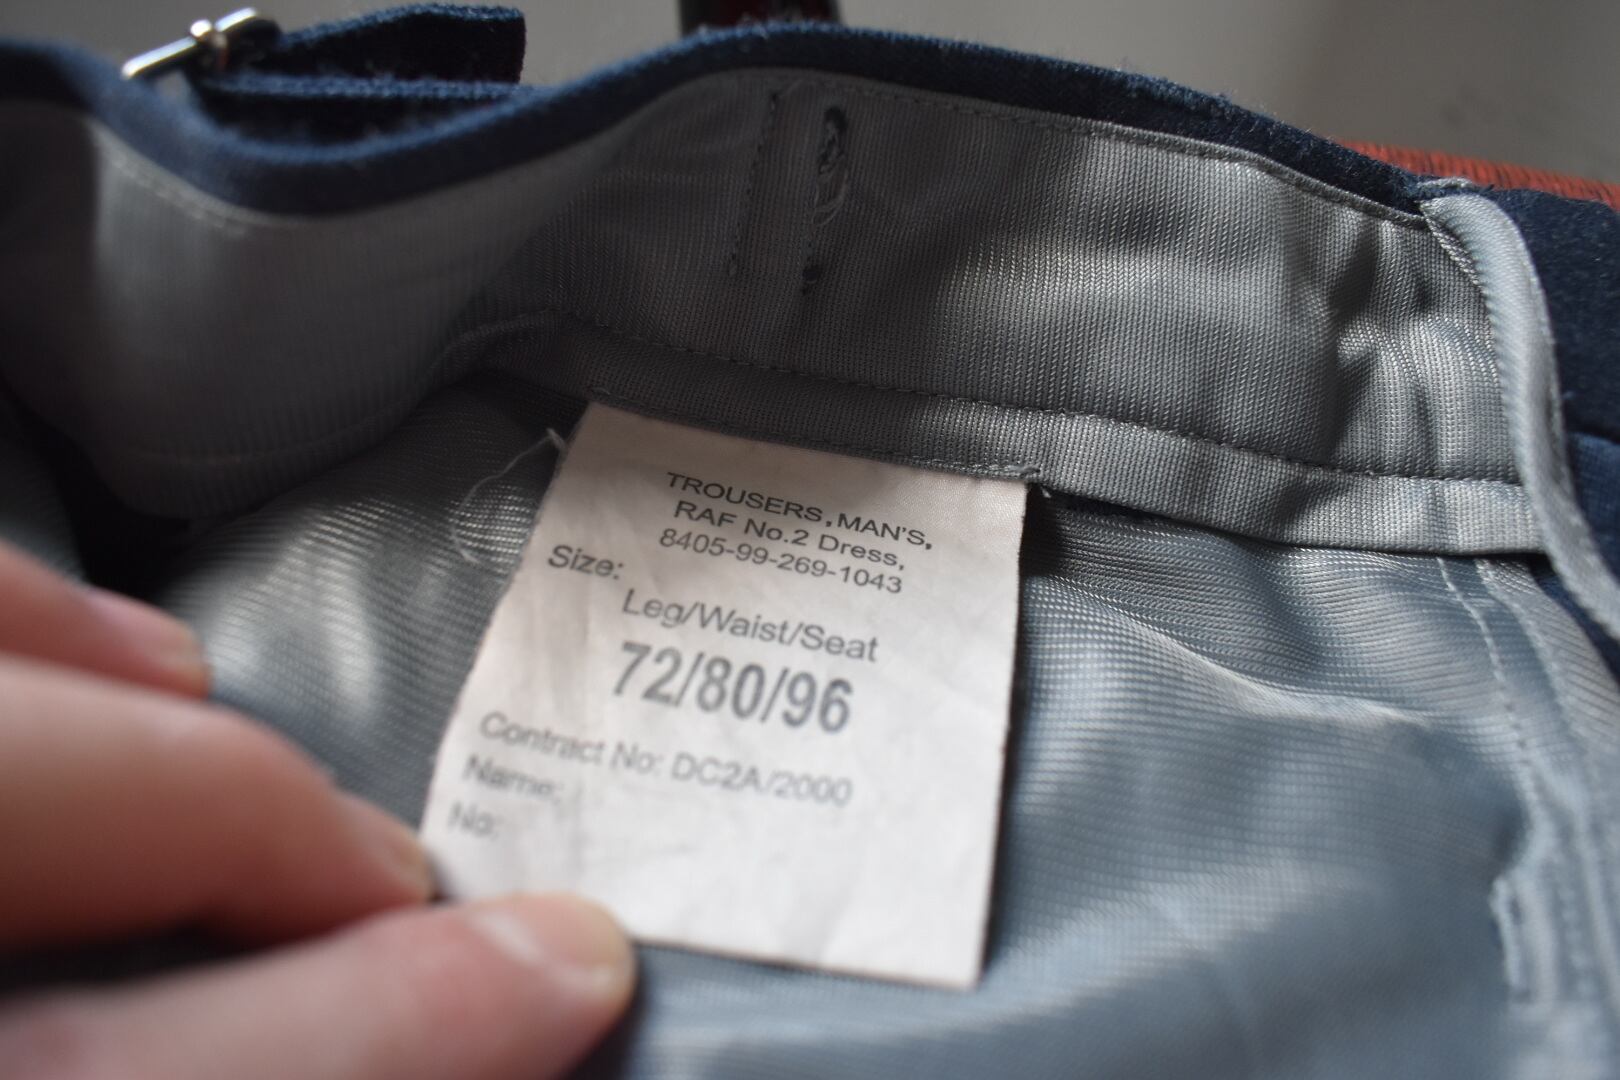 TROUSERS, MAN'S,
RAF No.2 Dress,
8405-99-269-1043
Size:
Leg/Waist/Seat
72/80/96
Contract No: DC2A/2000
Name:
No: